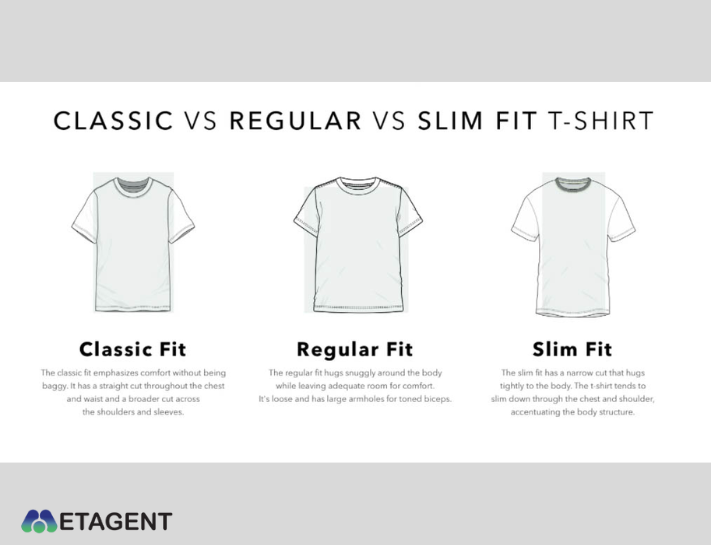 CLASSIC VS REGULAR VS SLIM FIT T-SHIRT
Classic Fit
The classic fit emphasizes comfort without being
baggy. It has a straight cut throughout the chest
and waist and a broader cut across
the shoulders and sleeves.
Regular Fit
The regular fit hugs snuggly around the body
while leaving adequate room for comfort.
It's loose and has large armholes for toned biceps.
Slim Fit
The slim fit has a narrow cut that hugs
tightly to the body. The t-shirt tends to
slim down through the chest and shoulder,
accentuating the body structure.
METAGENT